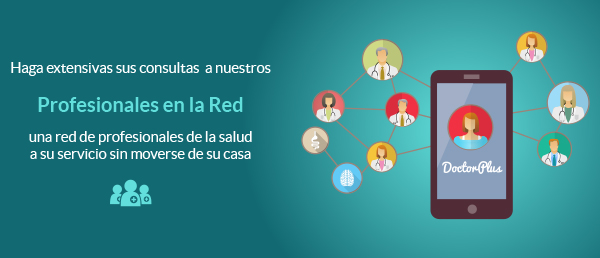 Haga extensivas sus consultas a nuestros
Profesionales en la Red
una red de profesionales de la salud
a su servicio sin moverse de su casa
DoctorPlus